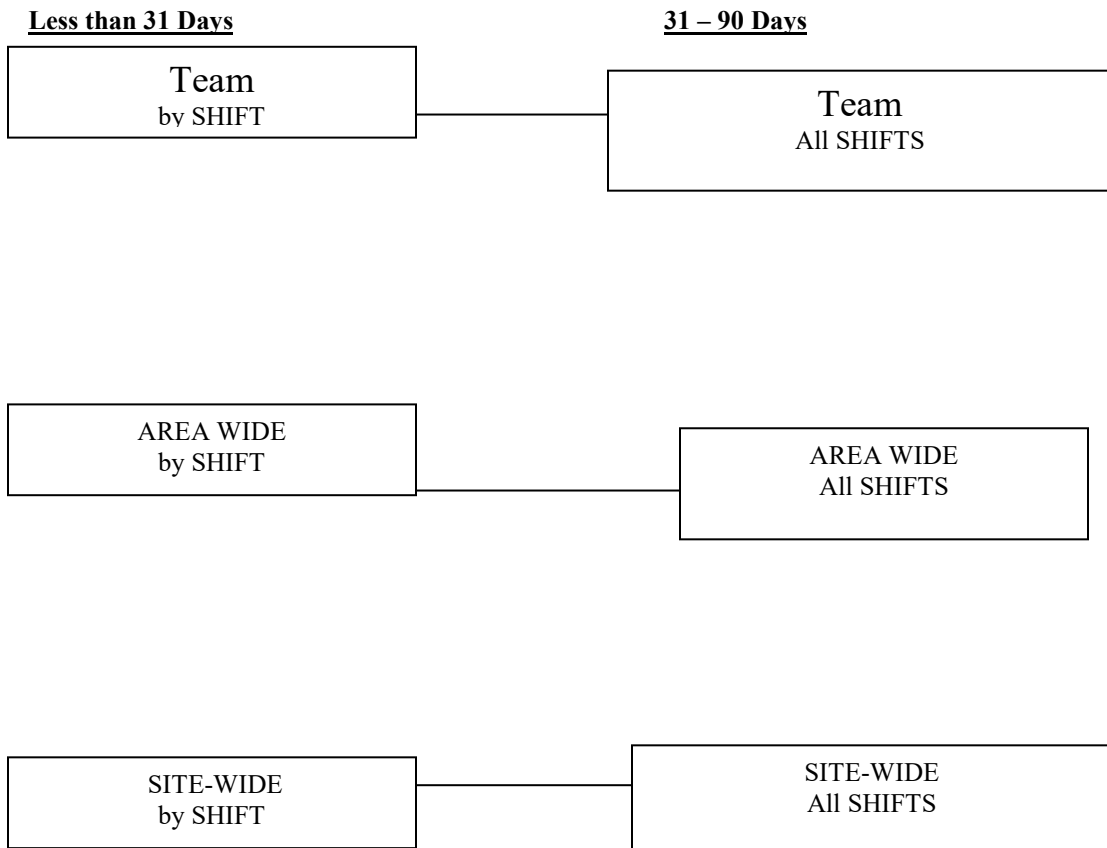 Less than 31 Days
31 – 90 Days
Team
by SHIFT
Team
All SHIFTS
AREA WIDE
by SHIFT
AREA WIDE
All SHIFTS
SITE-WIDE
by SHIFT
SITE-WIDE
All SHIFTS